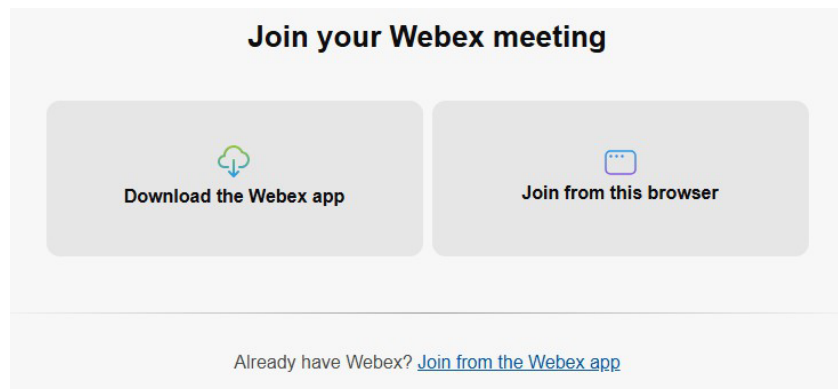 Join your Webex meeting
Download the Webex app
Join from this browser
Already have Webex? Join from the Webex app